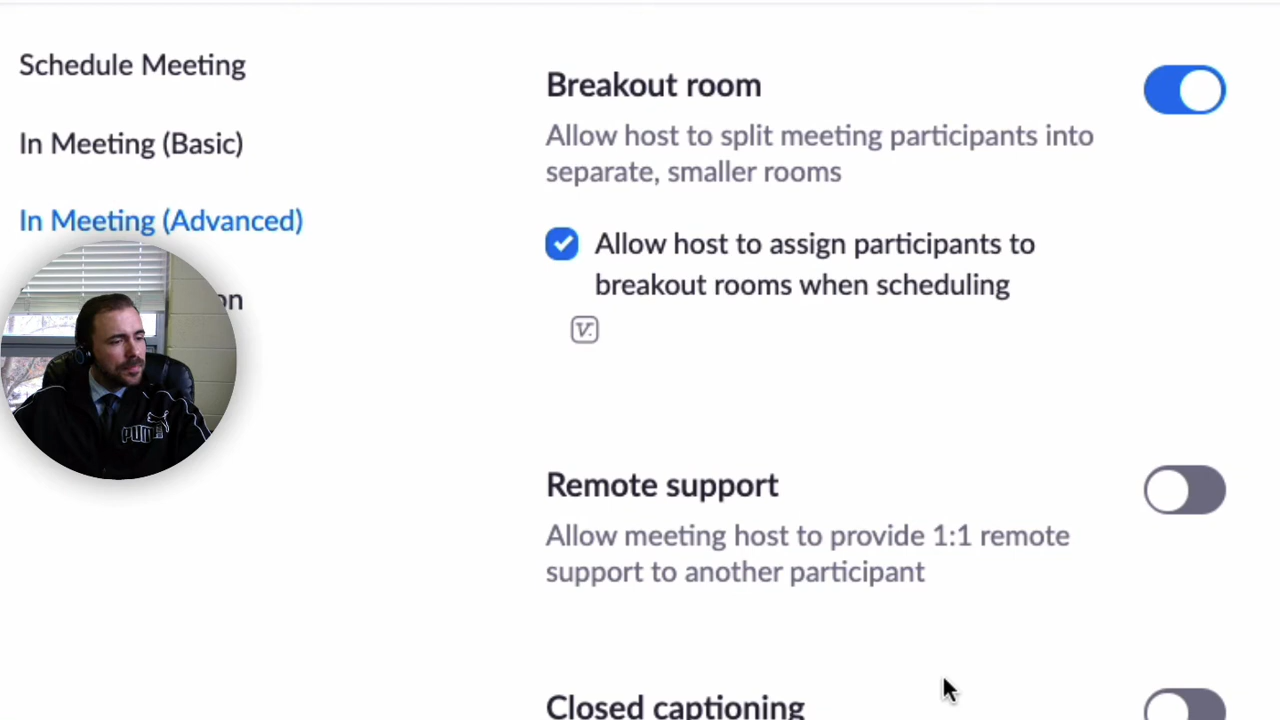 Schedule Meeting
In Meeting (Basic)
In Meeting (Advanced)
on
Breakout room
Allow host to split meeting participants into
separate, smaller rooms
Allow host to assign participants to
breakout rooms when scheduling
V.
Remote support
Allow meeting host to provide 1:1 remote
support to another participant
Closed captioning
PUMA